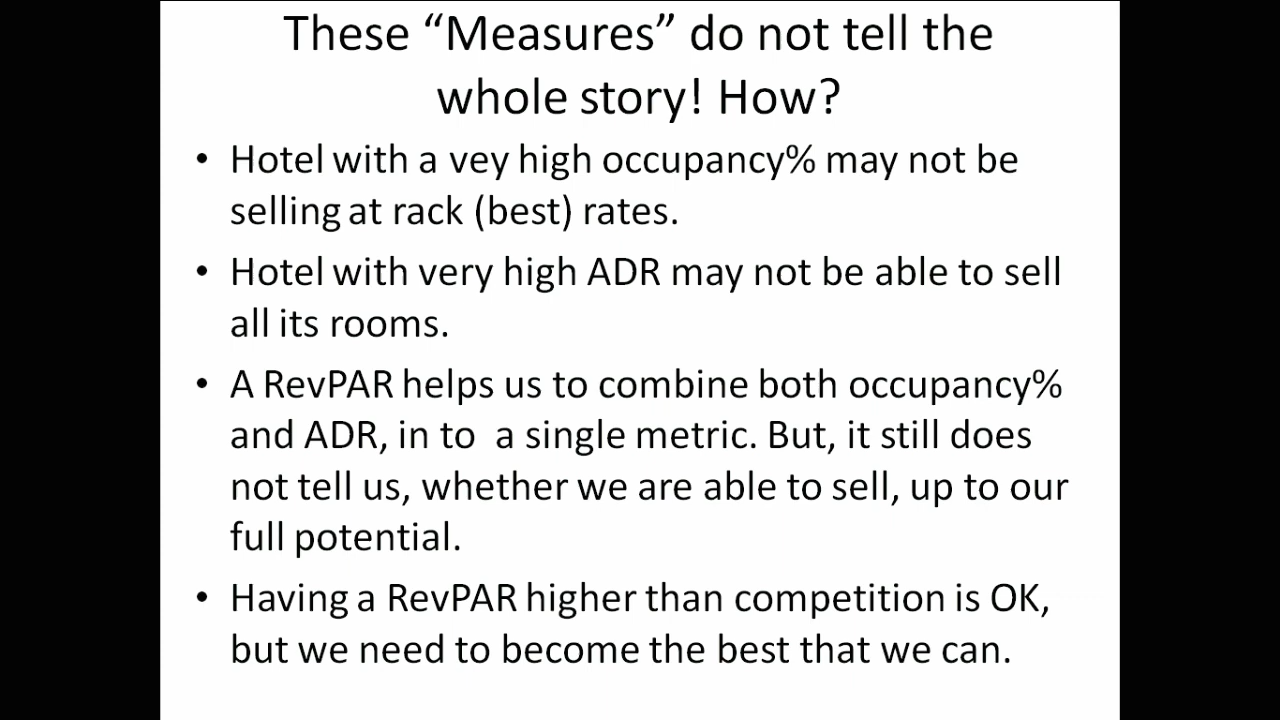 These “Measures” do not tell the
whole story! How?
• Hotel with a vey high occupancy% may not be
selling at rack (best) rates.
• Hotel with very high ADR may not be able to sell
all its rooms.
• A RevPAR helps us to combine both occupancy%
and ADR, in to  a single metric. But, it still does
not tell us, whether we are able to sell, up to our
full potential.
• Having a RevPAR higher than competition is OK,
but we need to become the best that we can.